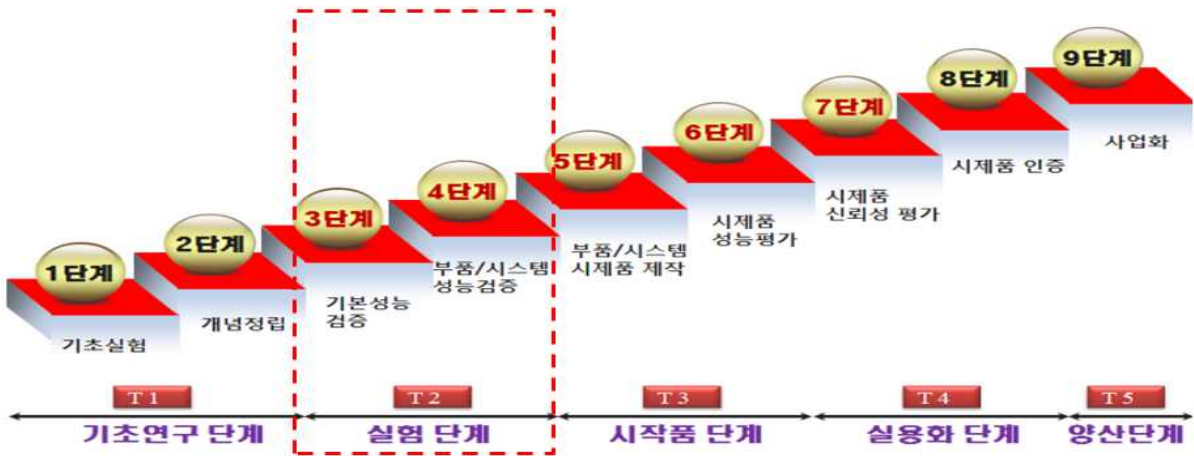 1단계
기초실험
2단계
개념정립
3단계
기본성능
검증
4단계
부품/시스템
성능검증
5단계
부품/시스템
시제품 제작
6단계
시제품
성능평가
7단계
시제품
신뢰성 평가
8단계
시제품 인증
9단계
사업화
T 1
T 2
T 3
T 4
T 5
기초연구 단계
실험 단계
시작품 단계
실용화 단계
양산단계